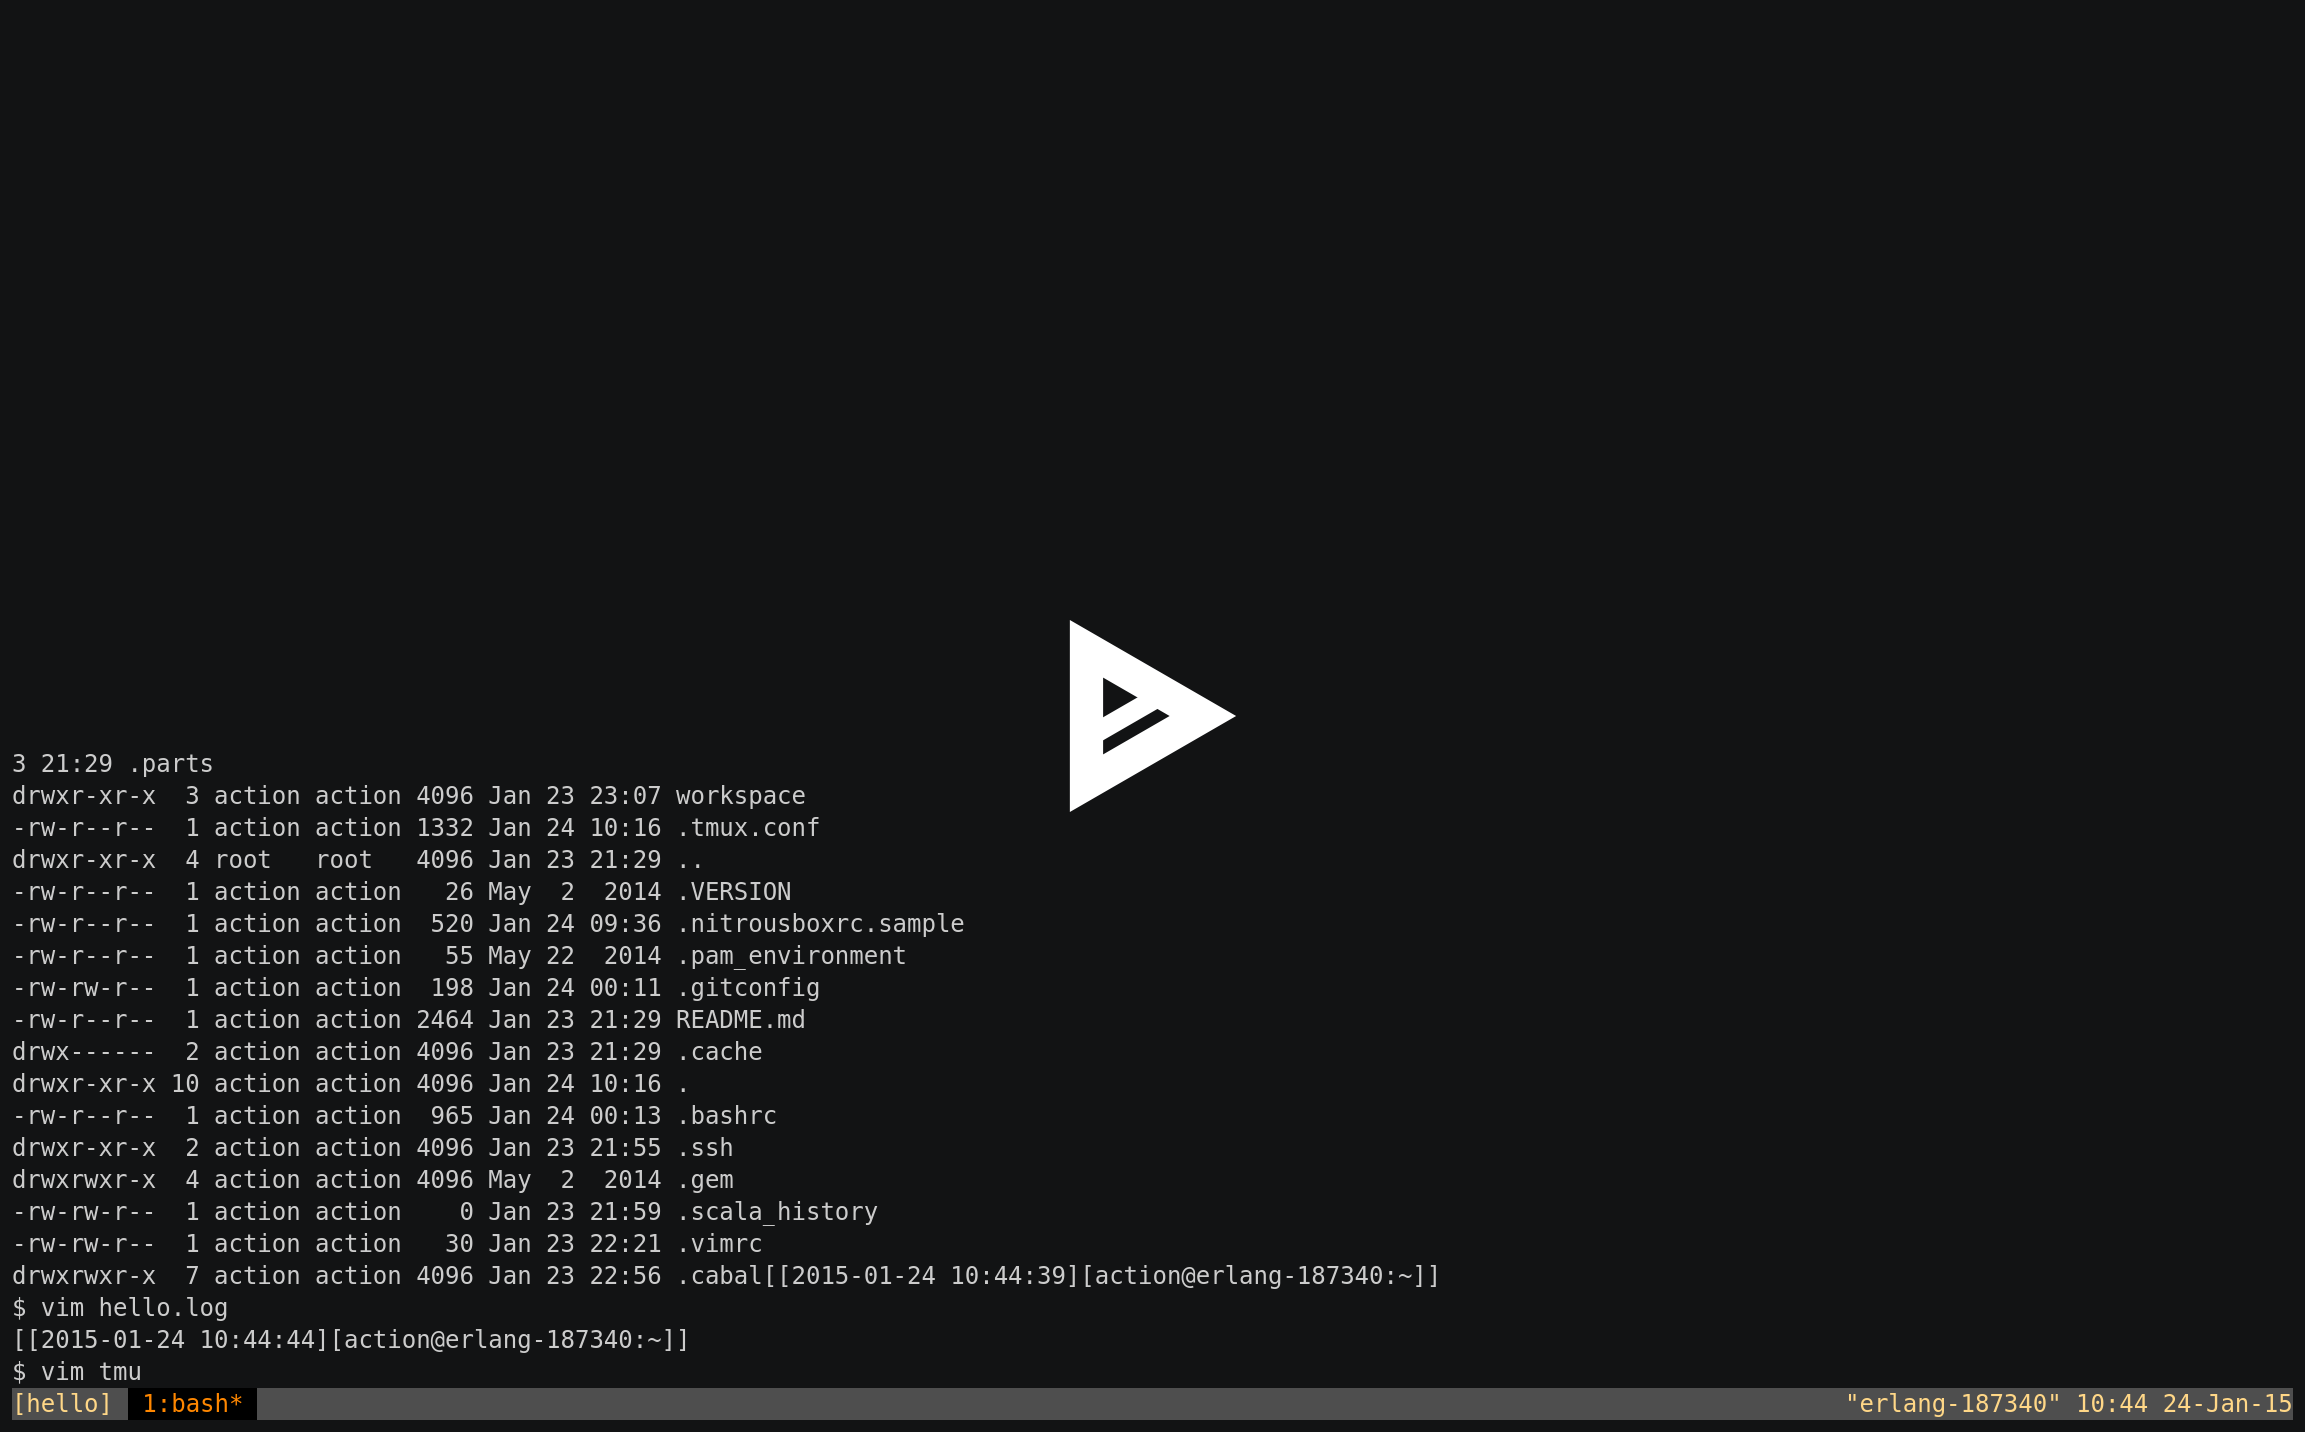 3 21:29 .parts
drwxr-xr-x  3 action action 4096 Jan 23 23:07 workspace
-rw-r--r--  1 action action 1332 Jan 24 10:16 .tmux.conf
drwxr-xr-x  4 root   root   4096 Jan 23 21:29 ..
-rw-r--r--  1 action action   26 May  2  2014 .VERSION
-rw-r--r--  1 action action  520 Jan 24 09:36 .nitrousboxrc.sample
-rw-r--r--  1 action action   55 May 22  2014 .pam_environment
-rw-rw-r--  1 action action  198 Jan 24 00:11 .gitconfig
-rw-r--r--  1 action action 2464 Jan 23 21:29 README.md
drwx------  2 action action 4096 Jan 23 21:29 .cache
drwxr-xr-x 10 action action 4096 Jan 24 10:16 .
-rw-r--r--  1 action action  965 Jan 24 00:13 .bashrc
drwxr-xr-x  2 action action 4096 Jan 23 21:55 .ssh
drwxrwxr-x  4 action action 4096 May  2  2014 .gem
-rw-rw-r--  1 action action    0 Jan 23 21:59 .scala_history
-rw-rw-r--  1 action action   30 Jan 23 22:21 .vimrc
drwxrwxr-x  7 action action 4096 Jan 23 22:56 .cabal[[2015-01-24 10:44:39][action@erlang-187340:~]]
$ vim hello.log
[[2015-01-24 10:44:44][action@erlang-187340:~]]
$ vim tmu
[hello] 1:bash* "erlang-187340" 10:44 24-Jan-15